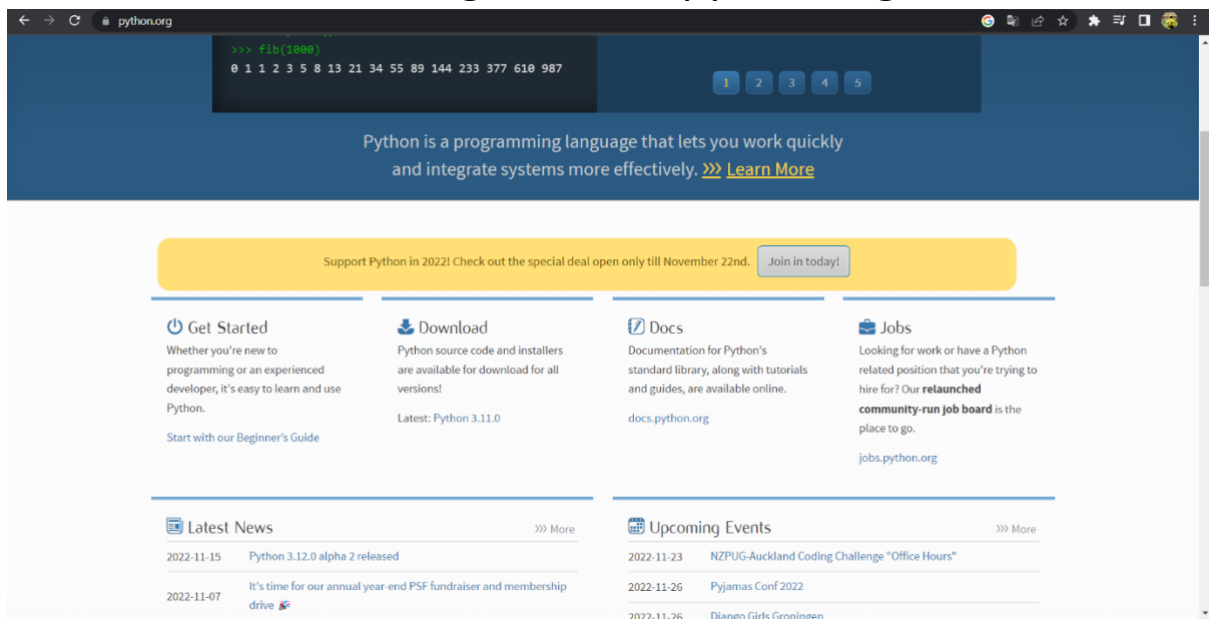 python.org
>>> fib(1000)
0 1 1 2 3 5 8 13 21 34 55 89 144 233 377 610 987
1 2 3 4 5
Python is a programming language that lets you work quickly
and integrate systems more effectively. >>> Learn More
Support Python in 2022! Check out the special deal open only till November 22nd. Join in today!
Get Started
Whether you're new to
programming or an experienced
developer, it's easy to learn and use
Python.
Start with our Beginner's Guide
Download
Python source code and installers
are available for download for all
versions!
Latest: Python 3.11.0
Docs
Documentation for Python's
standard library, along with tutorials
and guides, are available online.
docs.python.org
Jobs
Looking for work or have a Python
related position that you're trying to
hire for? Our relaunched
community-run job board is the
place to go.
jobs.python.org
Latest News
>>> More
2022-11-15 Python 3.12.0 alpha 2 released
2022-11-07 It's time for our annual year-end PSF fundraiser and membership
drive 🎉
Upcoming Events
>>> More
2022-11-23 NZPUG-Auckland Coding Challenge "Office Hours"
2022-11-26 Pyjamas Conf 2022
2022-11-26 Django Girls Groningen